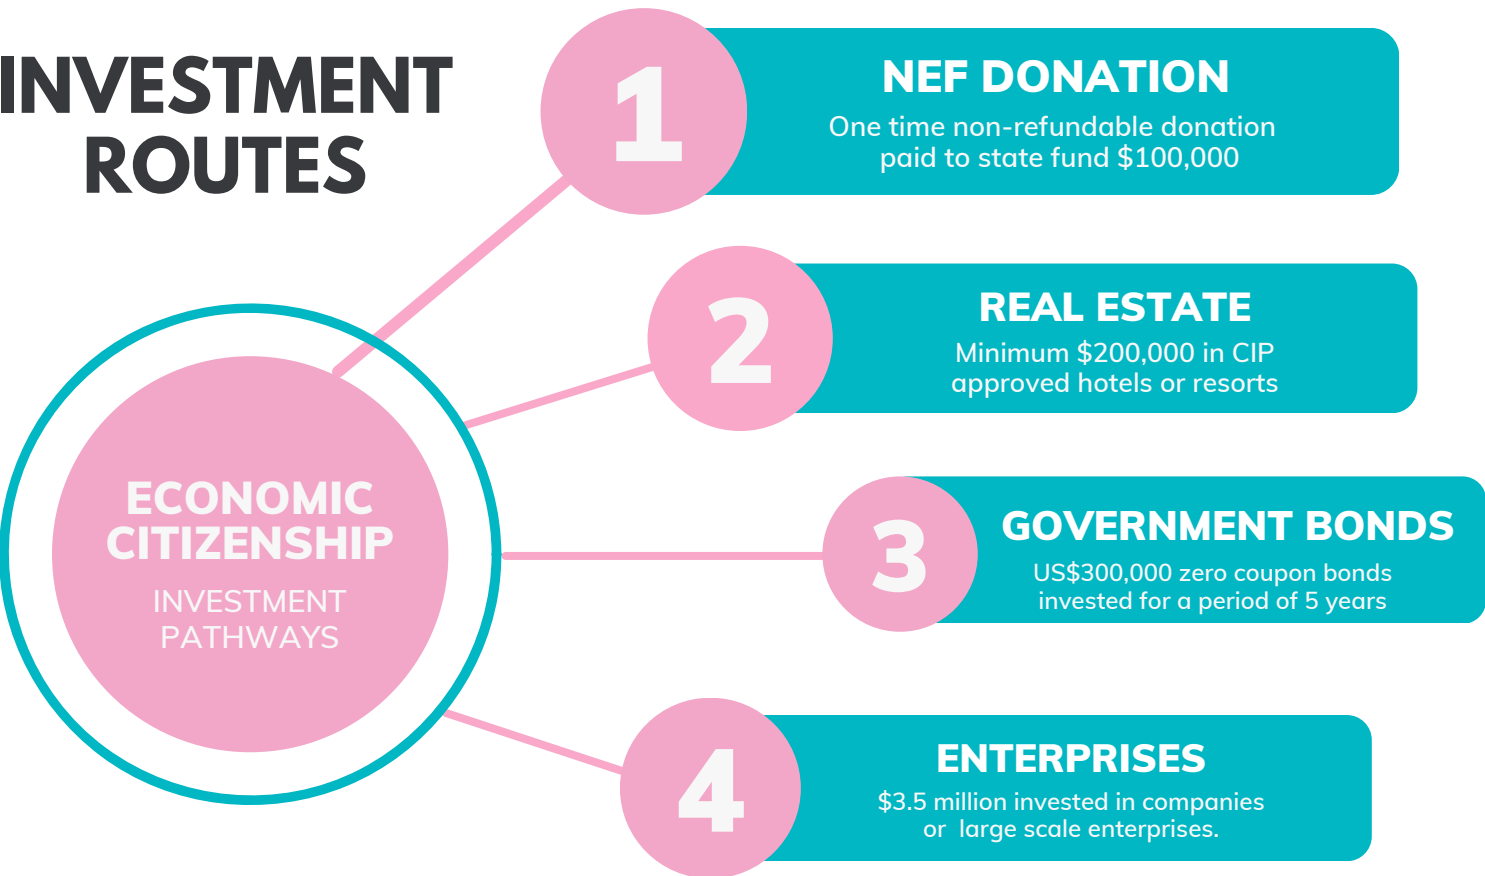 INVESTMENT
ROUTES
1
NEF DONATION
One time non-refundable donation
paid to state fund $100,000
2
REAL ESTATE
Minimum $200,000 in CIP
approved hotels or resorts
ECONOMIC
CITIZENSHIP
INVESTMENT
PATHWAYS
3
GOVERNMENT BONDS
US$300,000 zero coupon bonds
invested for a period of 5 years
4
ENTERPRISES
$3.5 million invested in companies
or large scale enterprises.